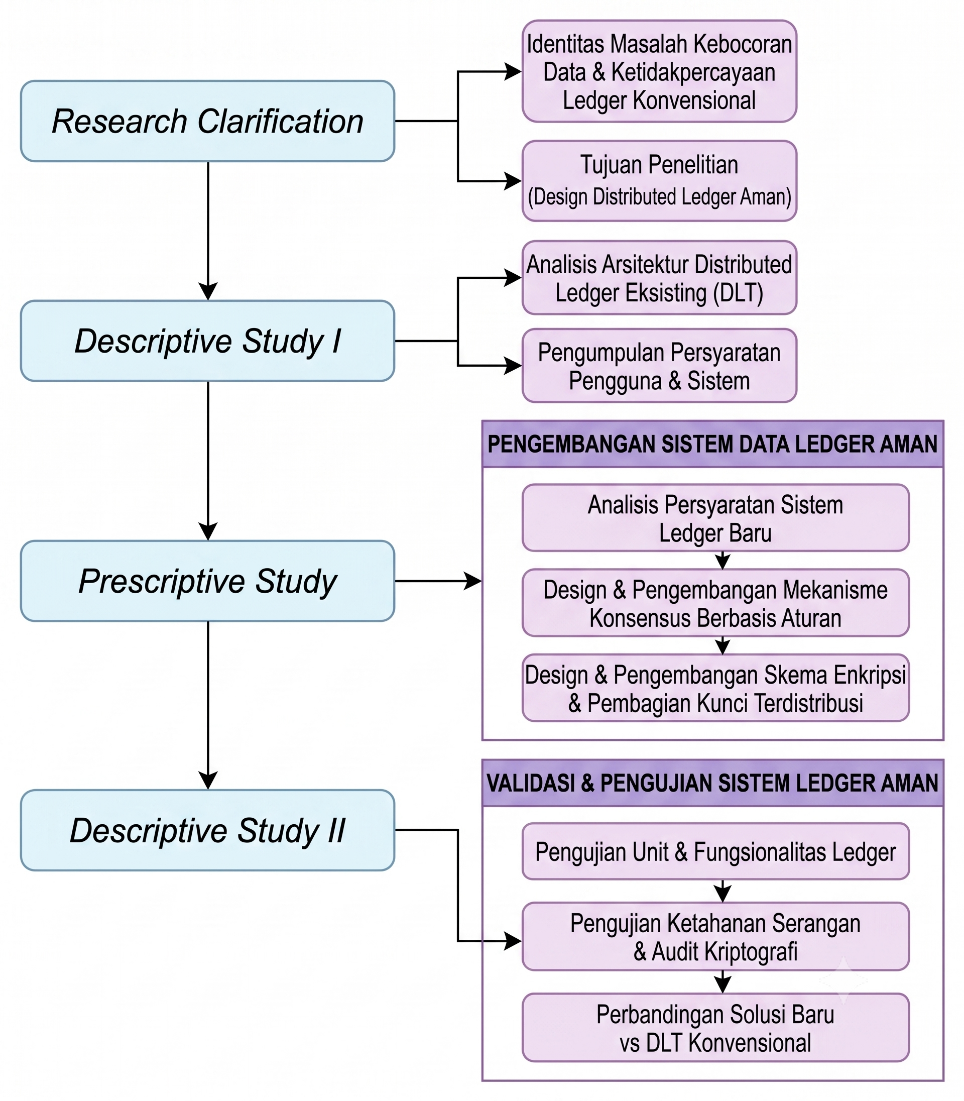 Research Clarification
Identitas Masalah Kebocoran
Data & Ketidakpercayaan
Ledger Konvensional
Tujuan Penelitian
(Design Distributed Ledger Aman)
Descriptive Study I
Analisis Arsitektur Distributed
Ledger Eksisting (DLT)
Pengumpulan Persyaratan
Pengguna & Sistem
Prescriptive Study
PENGEMBANGAN SISTEM DATA LEDGER AMAN
Analisis Persyaratan Sistem
Ledger Baru
Design & Pengembangan Mekanisme
Konsensus Berbasis Aturan
Design & Pengembangan Skema Enkripsi
& Pembagian Kunci Terdistribusi
Descriptive Study II
VALIDASI & PENGUJIAN SISTEM LEDGER AMAN
Pengujian Unit & Fungsionalitas Ledger
Pengujian Ketahanan Serangan
& Audit Kriptografi
Perbandingan Solusi Baru
vs DLT Konvensional